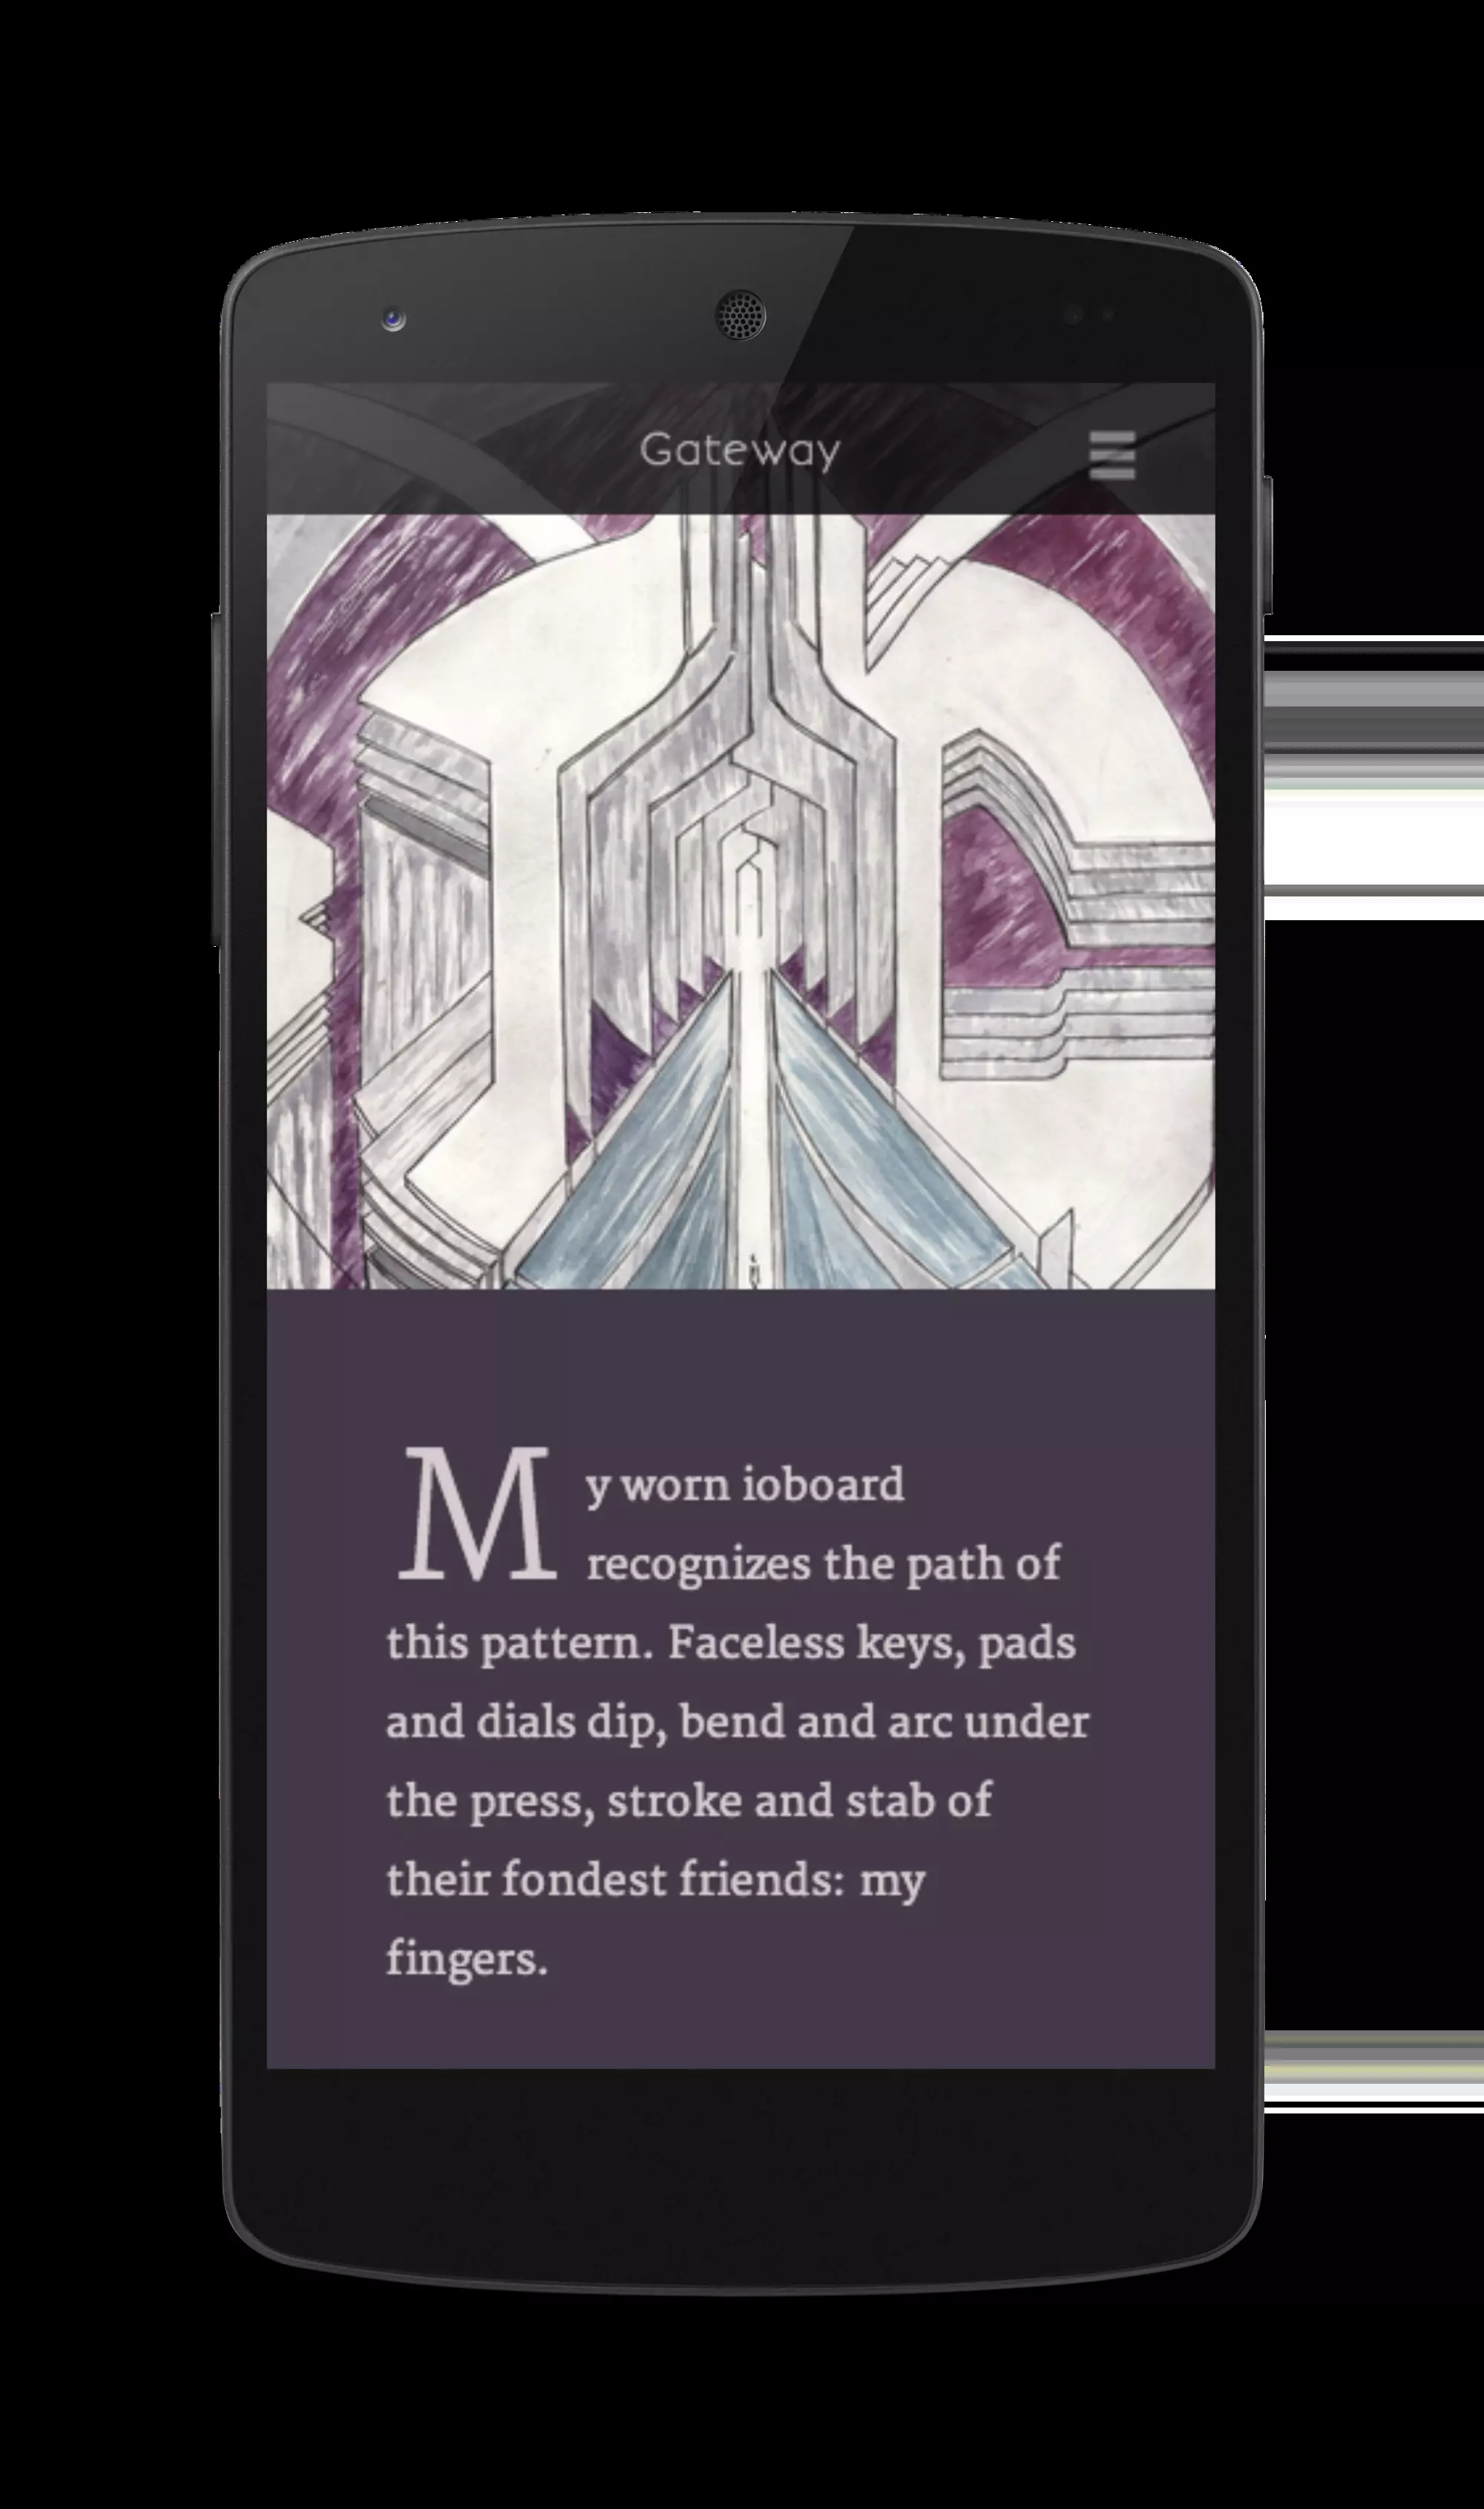 Gateway
My worn ioboard
recognizes the path of
this pattern. Faceless keys, pads
and dials dip, bend and arc under
the press, stroke and stab of
their fondest friends: my
fingers.